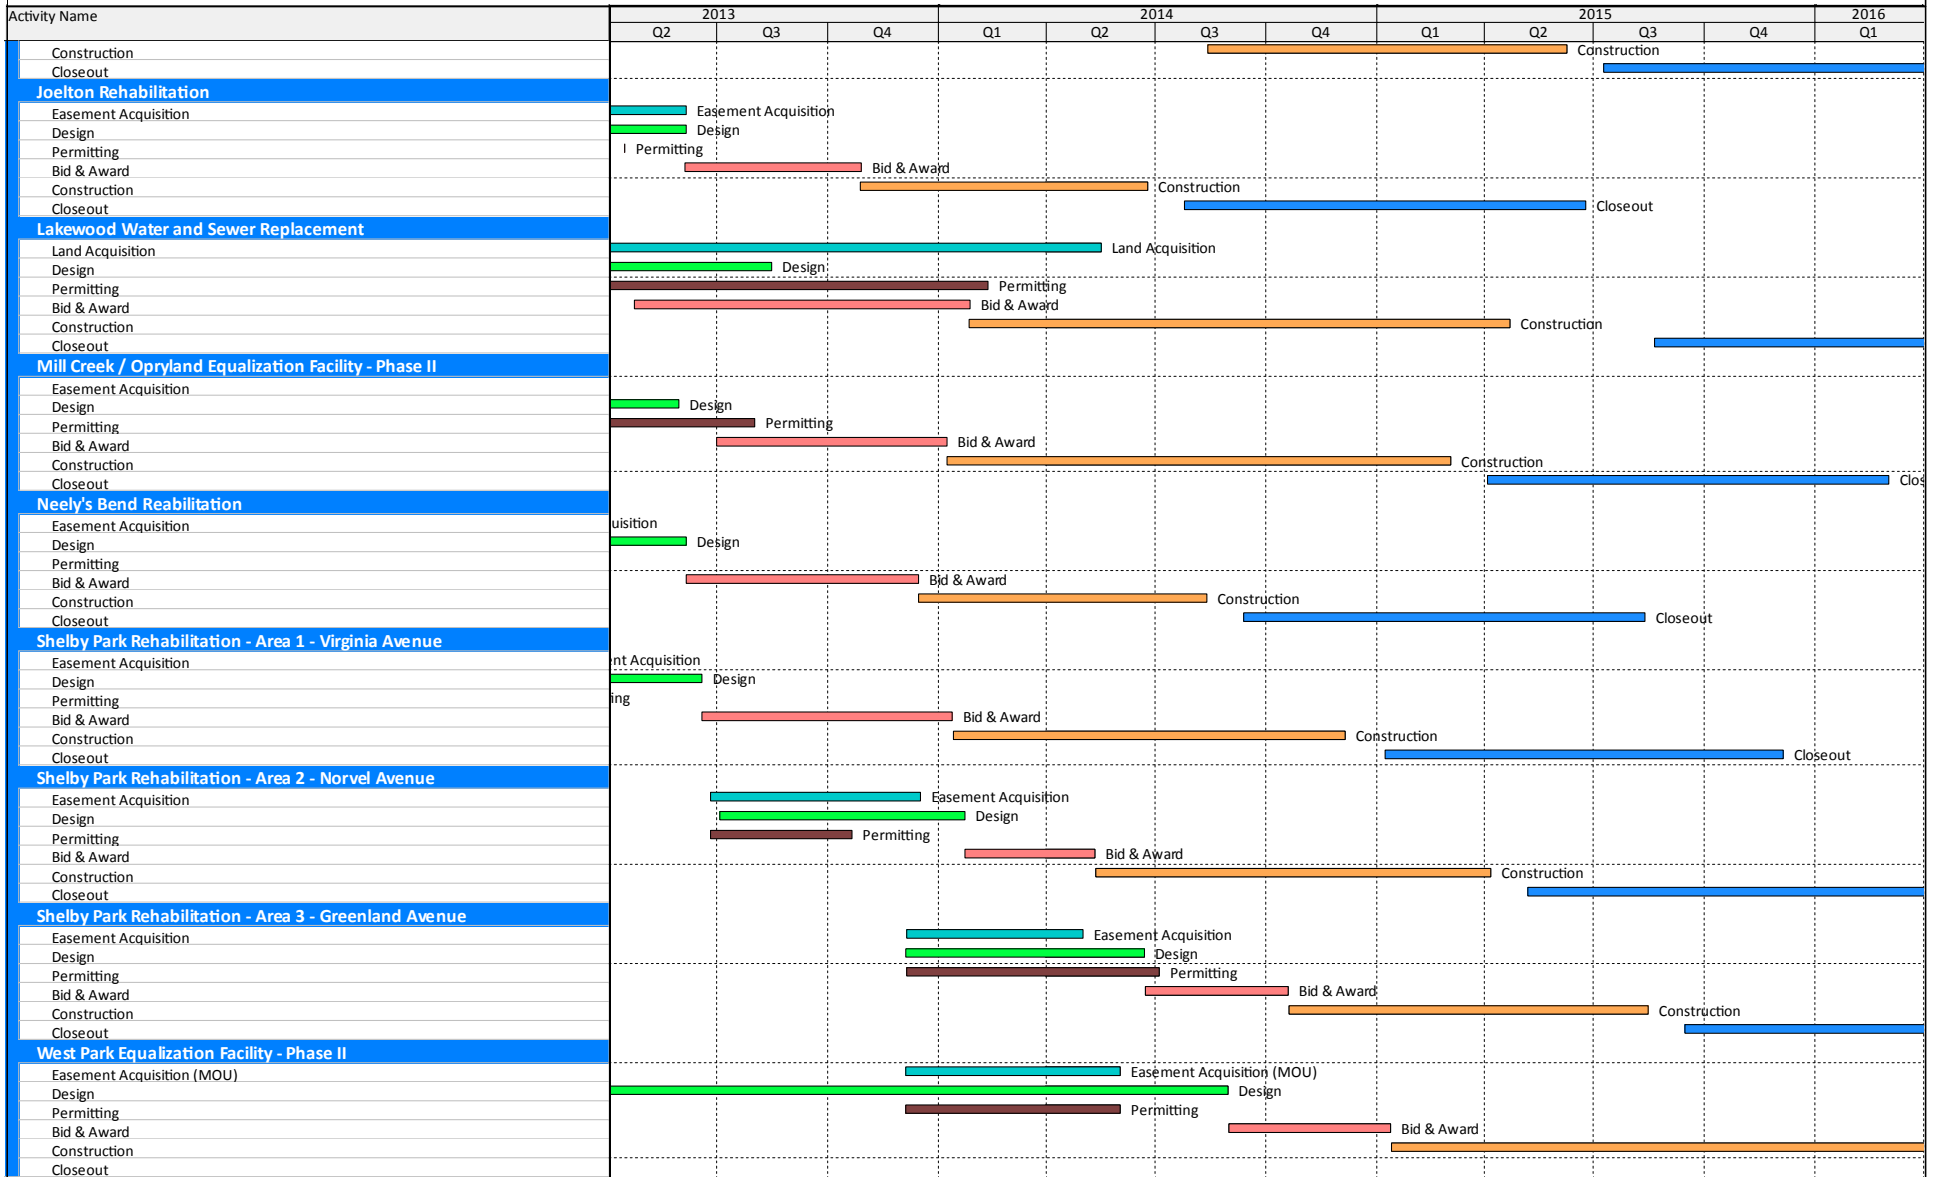 Activity Name 2013 2014 2015 2016
Q2 Q3 Q4 Q1 Q2 Q3 Q4 Q1 Q2 Q3 Q4 Q1
Construction Construction
Closeout
Joelton Rehabilitation
Easement Acquisition Easement Acquisition
Design Design
Permitting Permitting
Bid & Award Bid & Award
Construction Construction
Closeout Closeout
Lakewood Water and Sewer Replacement
Land Acquisition Land Acquisition
Design Design
Permitting Permitting
Bid & Award Bid & Award
Construction Construction
Closeout
Mill Creek / Opryland Equalization Facility - Phase II
Easement Acquisition
Design Design
Permitting Permitting
Bid & Award Bid & Award
Construction Construction
Closeout Clos
Neely's Bend Reabilitation
Easement Acquisition uisition
Design Design
Permitting
Bid & Award Bid & Award
Construction Construction
Closeout Closeout
Shelby Park Rehabilitation - Area 1 - Virginia Avenue
Easement Acquisition nt Acquisition
Design Design
Permitting ing
Bid & Award Bid & Award
Construction Construction
Closeout Closeout
Shelby Park Rehabilitation - Area 2 - Norvel Avenue
Easement Acquisition Easement Acquisition
Design Design
Permitting Permitting
Bid & Award Bid & Award
Construction Construction
Closeout
Shelby Park Rehabilitation - Area 3 - Greenland Avenue
Easement Acquisition Easement Acquisition
Design Design
Permitting Permitting
Bid & Award Bid & Award
Construction Construction
Closeout
West Park Equalization Facility - Phase II
Easement Acquisition (MOU) Easement Acquisition (MOU)
Design Design
Permitting Permitting
Bid & Award Bid & Award
Construction
Closeout